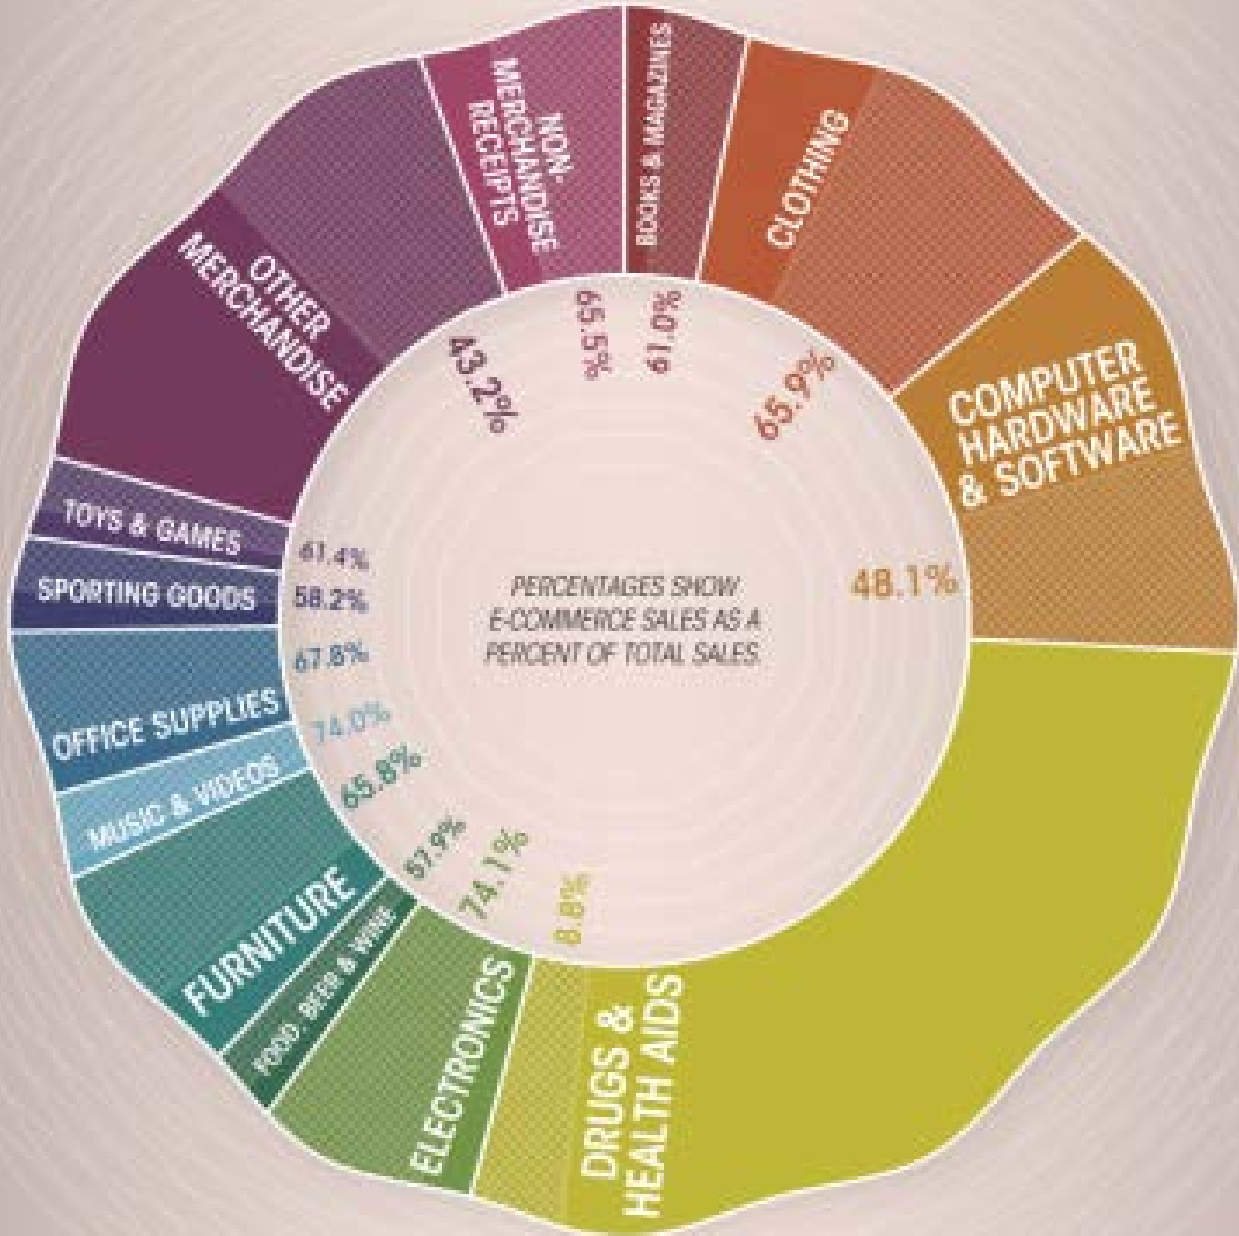 BOOKS & MAGAZINES
61.0%
CLOTHING
65.9%
COMPUTER
HARDWARE
& SOFTWARE
48.1%
DRUGS &
HEALTH AIDS
8.8%
ELECTRONICS
74.1%
FOOD, BEER & WINE
57.9%
FURNITURE
65.8%
MUSIC & VIDEOS
74.0%
OFFICE SUPPLIES
67.8%
SPORTING GOODS
58.2%
TOYS & GAMES
61.4%
OTHER
MERCHANDISE
43.2%
NON-
MERCHANDISE
RECEIPTS
65.5%
PERCENTAGES SHOW
E-COMMERCE SALES AS A
PERCENT OF TOTAL SALES.